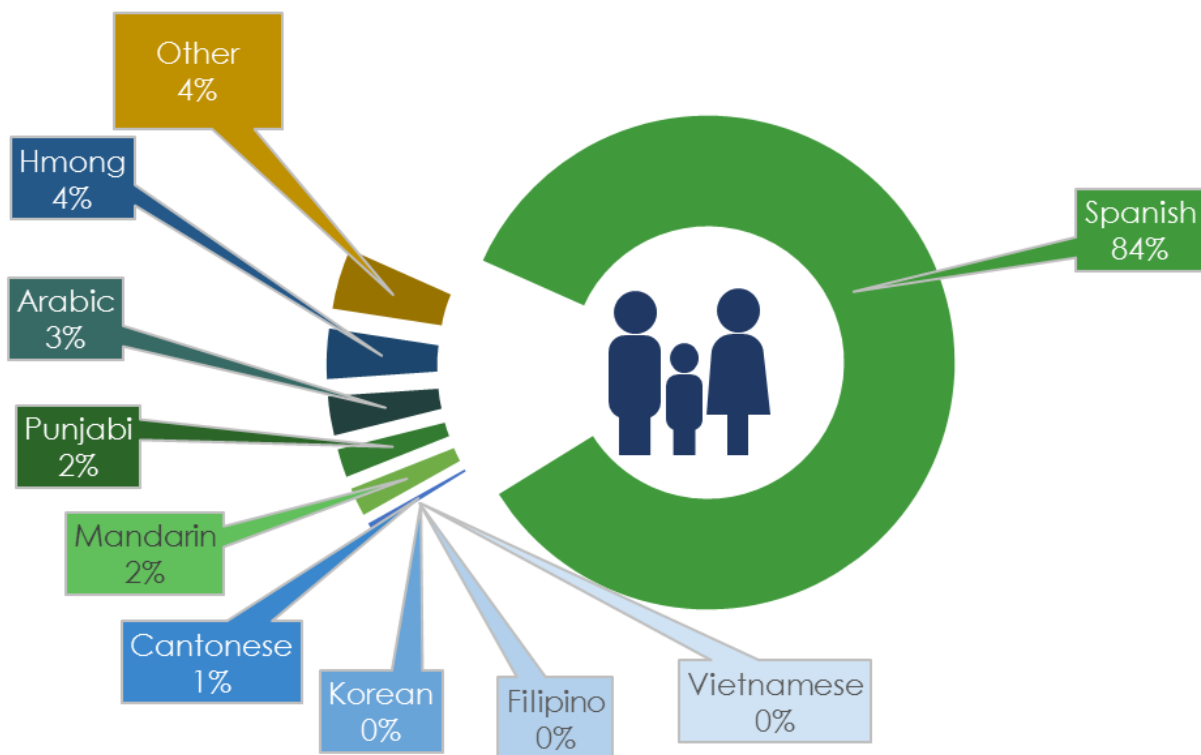 Other
4%
Hmong
4%
Spanish
84%
Arabic
3%
Punjabi
2%
Mandarin
2%
Cantonese
1%
Korean
0%
Filipino
0%
Vietnamese
0%